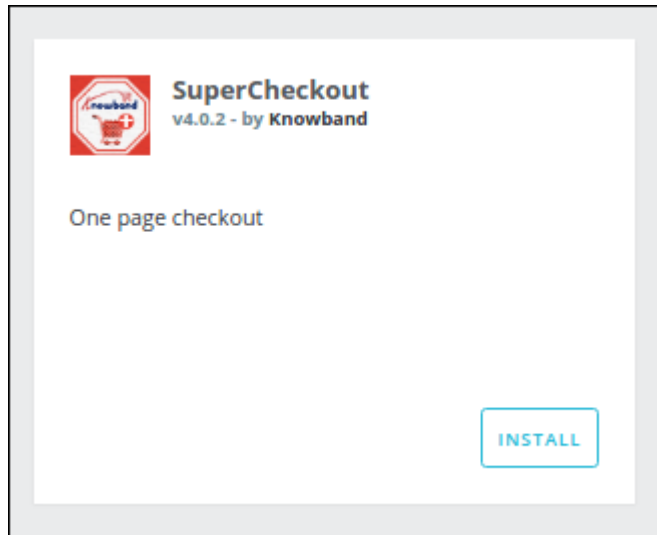 Knowband
SuperCheckout
v4.0.2 - by Knowband
One page checkout
INSTALL